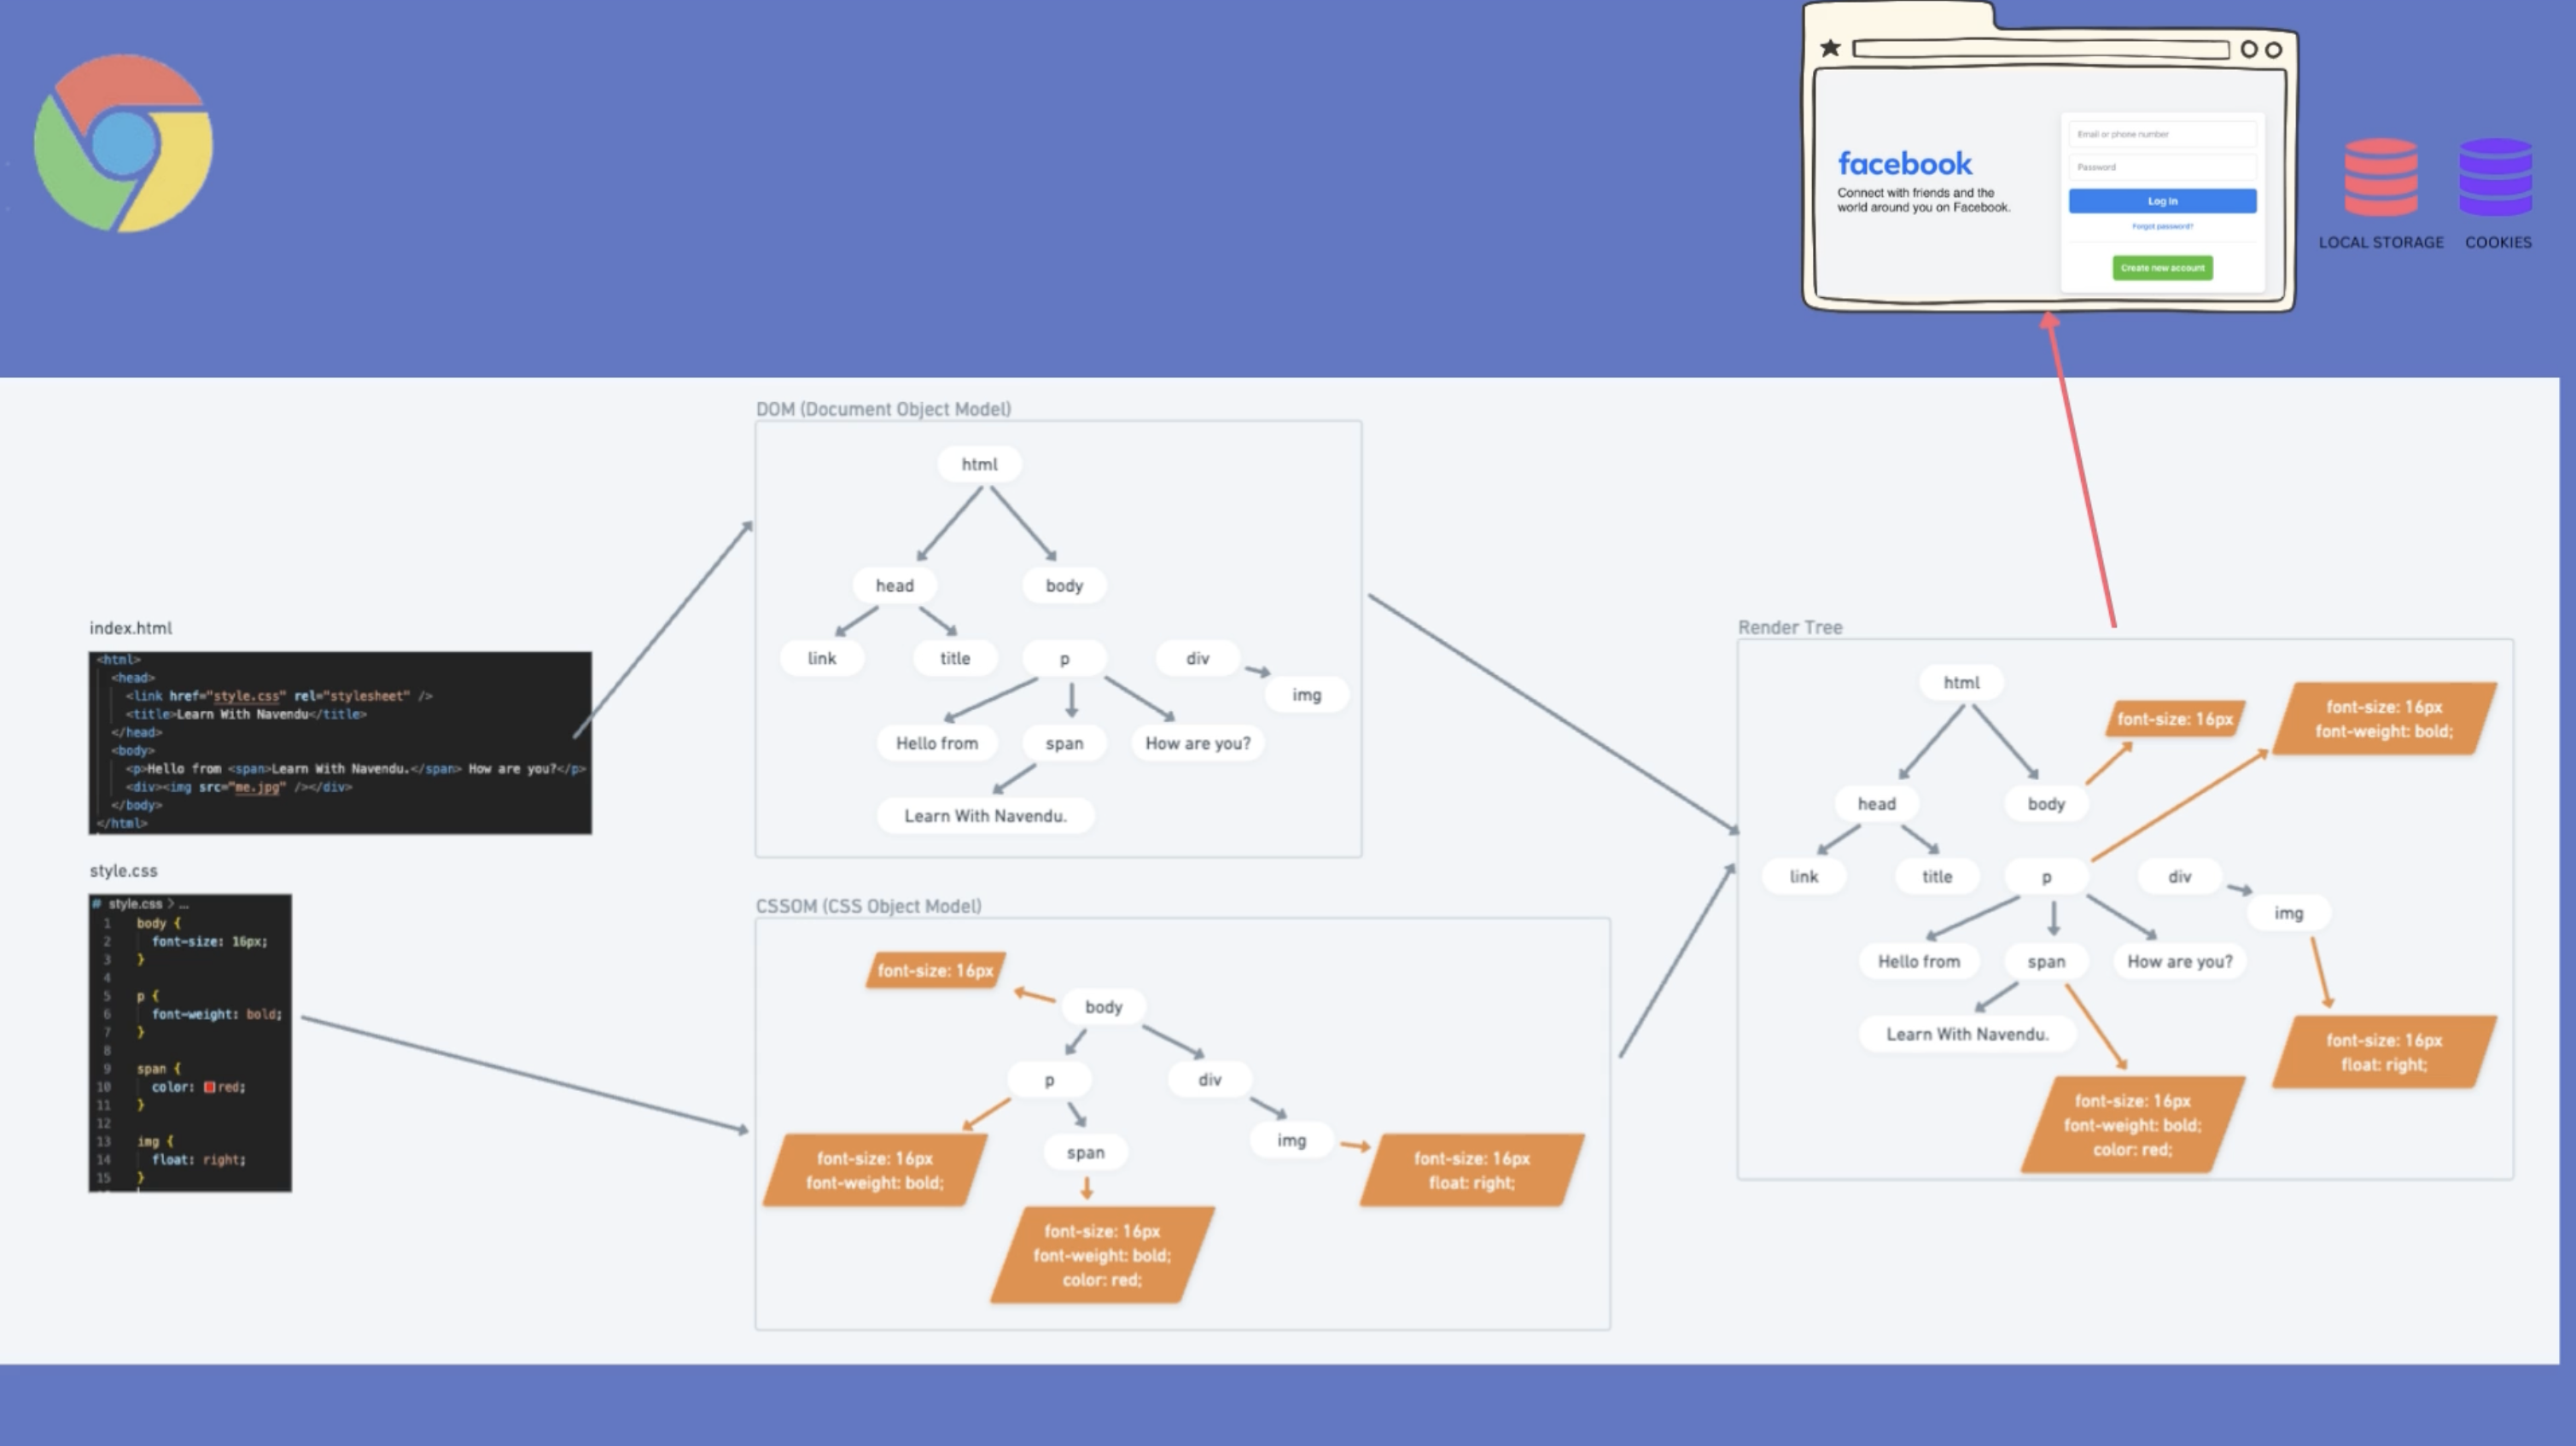 facebook
Connect with friends and the
world around you on Facebook.
Email or phone number
Password
Log In
Forgot password?
Create new account
LOCAL STORAGE
COOKIES
index.html
<html>
<head>
<link href="style.css" rel="stylesheet" />
<title>Learn With Navendu</title>
</head>
<body>
<p>Hello from <span>Learn With Navendu.</span> How are you?</p>
<div><img src="me.jpg" /></div>
</body>
</html>
style.css
# style.css > ...
1 body {
2 font-size: 16px;
3 }
4
5 p {
6 font-weight: bold;
7 }
8
9 span {
10 color: red;
11 }
12
13 img {
14 float: right;
15 }
DOM (Document Object Model)
html
head
body
link
title
p
div
img
Hello from
span
How are you?
Learn With Navendu.
CSSOM (CSS Object Model)
font-size: 16px
body
p
div
span
img
font-size: 16px
font-weight: bold;
font-size: 16px
float: right;
font-size: 16px
font-weight: bold;
color: red;
Render Tree
html
font-size: 16px
font-size: 16px
font-weight: bold;
head
body
link
title
p
div
img
Hello from
span
How are you?
Learn With Navendu.
font-size: 16px
float: right;
font-size: 16px
font-weight: bold;
color: red;